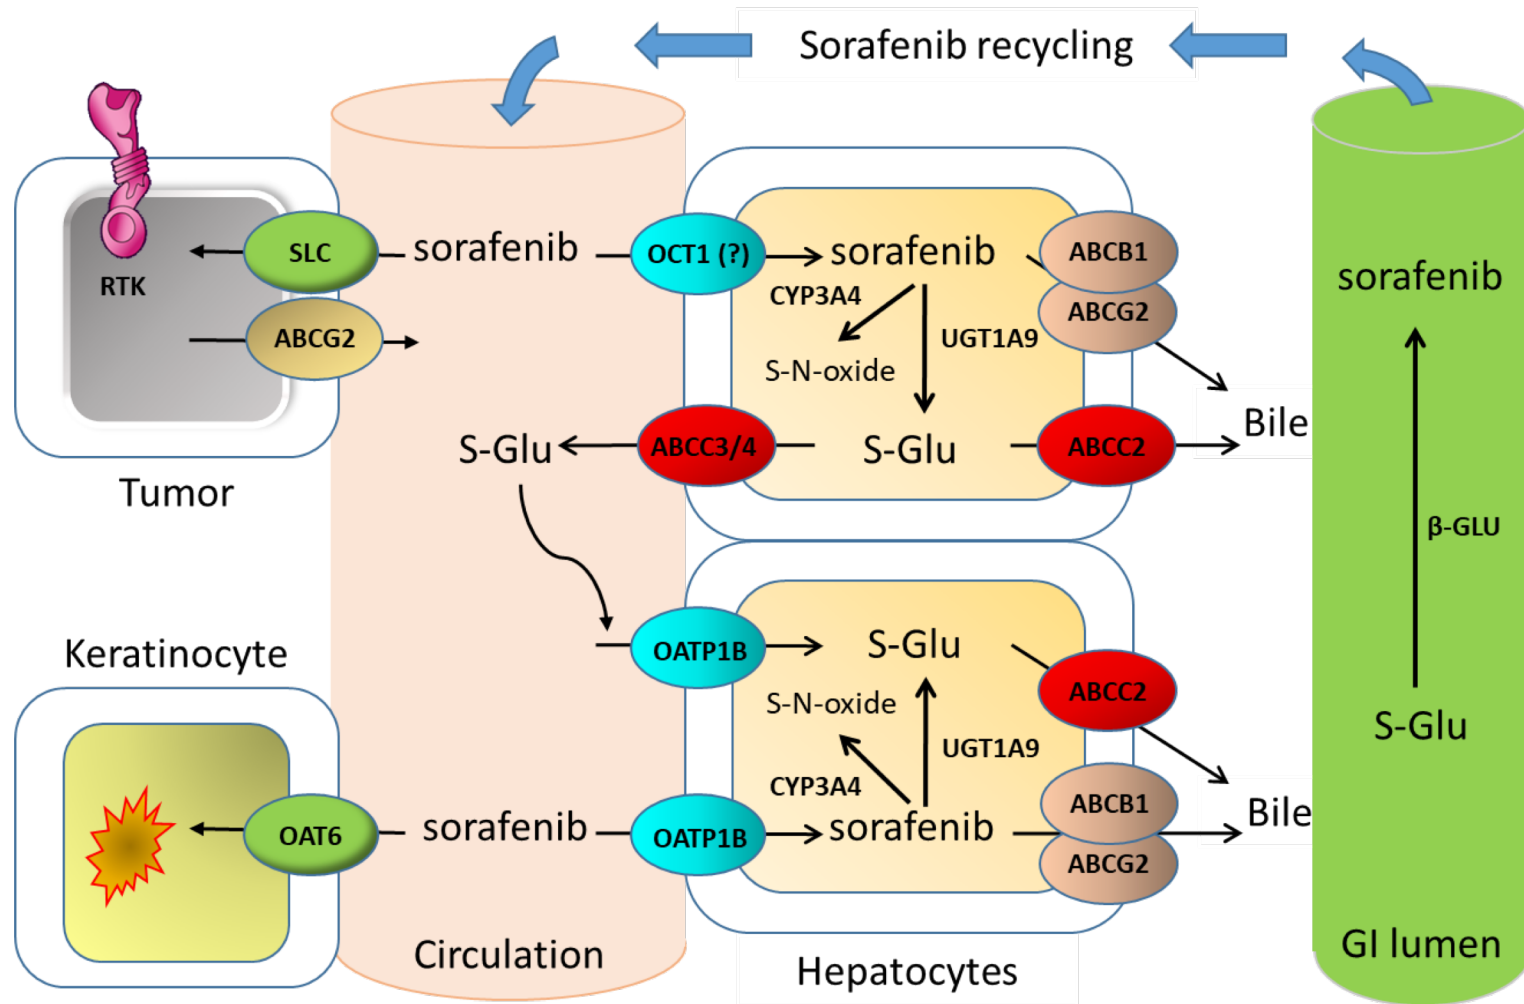 Sorafenib recycling
RTK
SLC
ABCG2
Tumor
sorafenib
S-Glu
OCT1 (?)
sorafenib
CYP3A4
UGT1A9
S-N-oxide
S-Glu
ABCC3/4
ABCB1
ABCG2
ABCC2
Bile
sorafenib
β-GLU
S-Glu
GI lumen
Keratinocyte
OAT6
sorafenib
Circulation
OATP1B
S-Glu
S-N-oxide
UGT1A9
CYP3A4
OATP1B
sorafenib
ABCC2
ABCB1
ABCG2
Bile
Hepatocytes